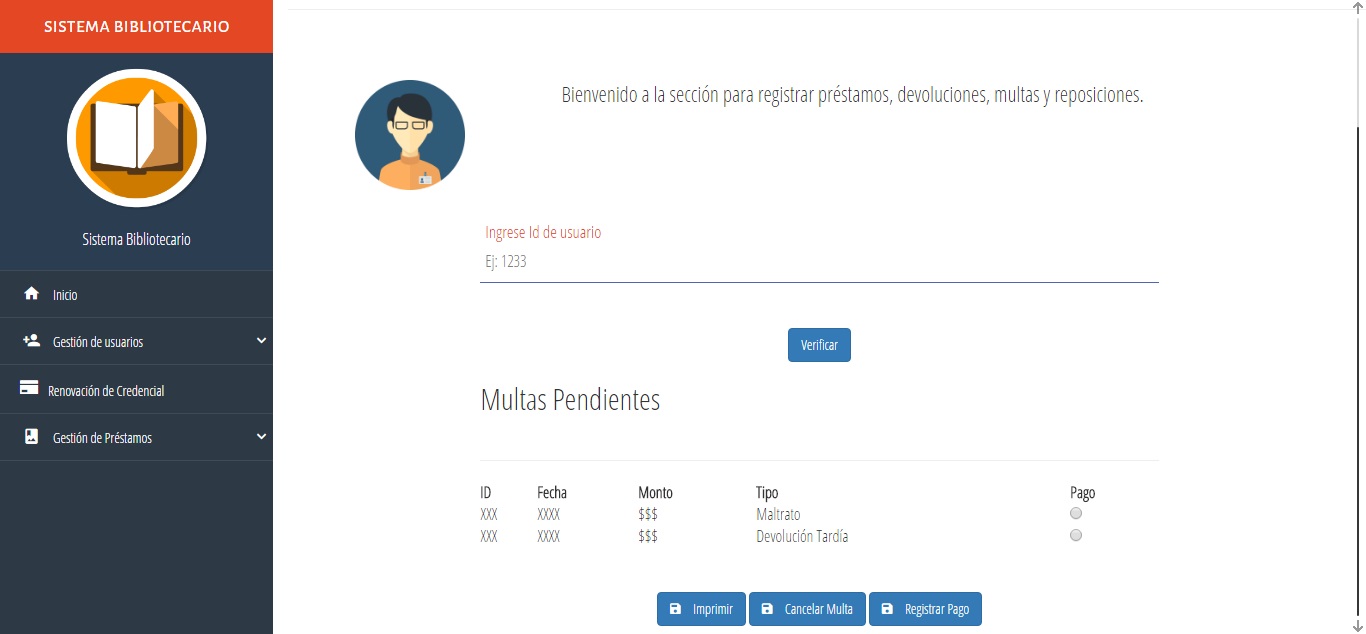 SISTEMA BIBLIOTECARIO
Sistema Bibliotecario
Inicio
Gestión de usuarios
Renovación de Credencial
Gestión de Préstamos
Bienvenido a la sección para registrar préstamos, devoluciones, multas y reposiciones.
Ingrese Id de usuario
Ej: 1233
Verificar
Multas Pendientes
ID Fecha Monto Tipo Pago
XXX XXXX $$$ Maltrato
XXX XXXX $$$ Devolución Tardía
Imprimir Cancelar Multa Registrar Pago